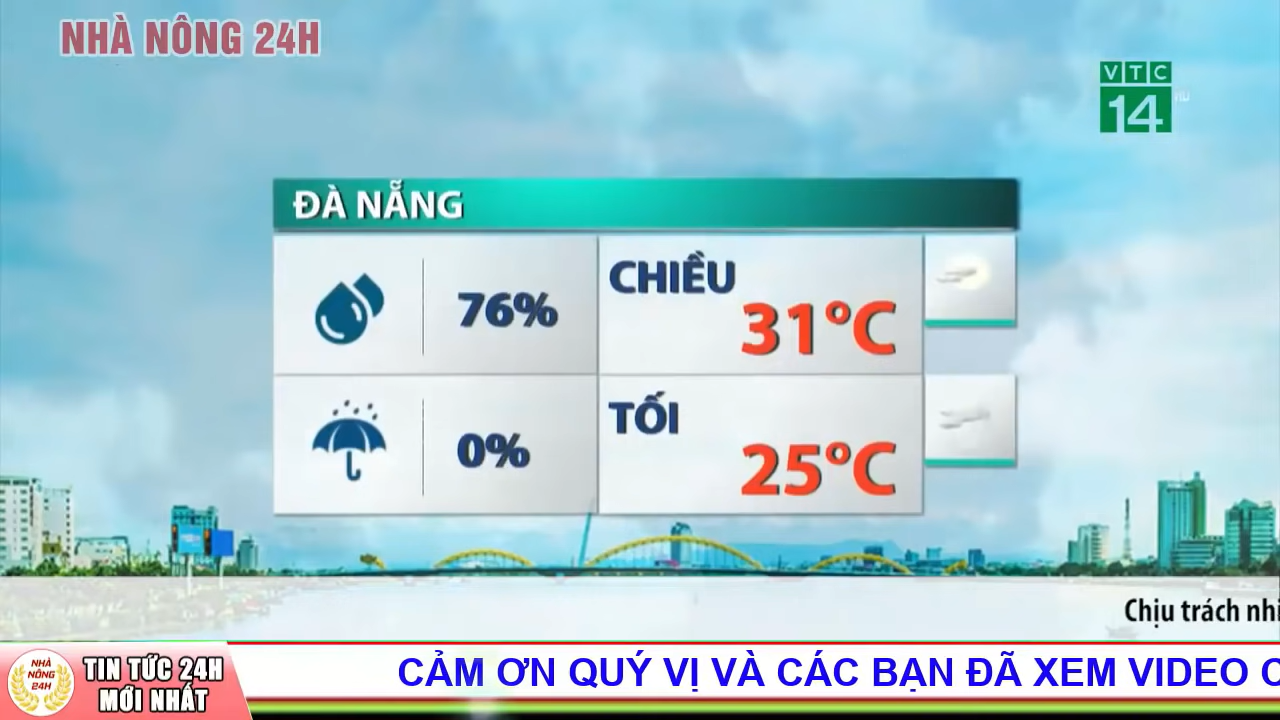 NHÀ NÔNG 24H
VTC
14
ĐÀ NẴNG
76%
CHIỀU
31°C
0%
TỐI
25°C
Chịu trách nhi
NHÀ NÔNG 24H
TIN TỨC 24H
MỚI NHẤT
CẢM ƠN QUÝ VỊ VÀ CÁC BẠN ĐÃ XEM VIDEO C